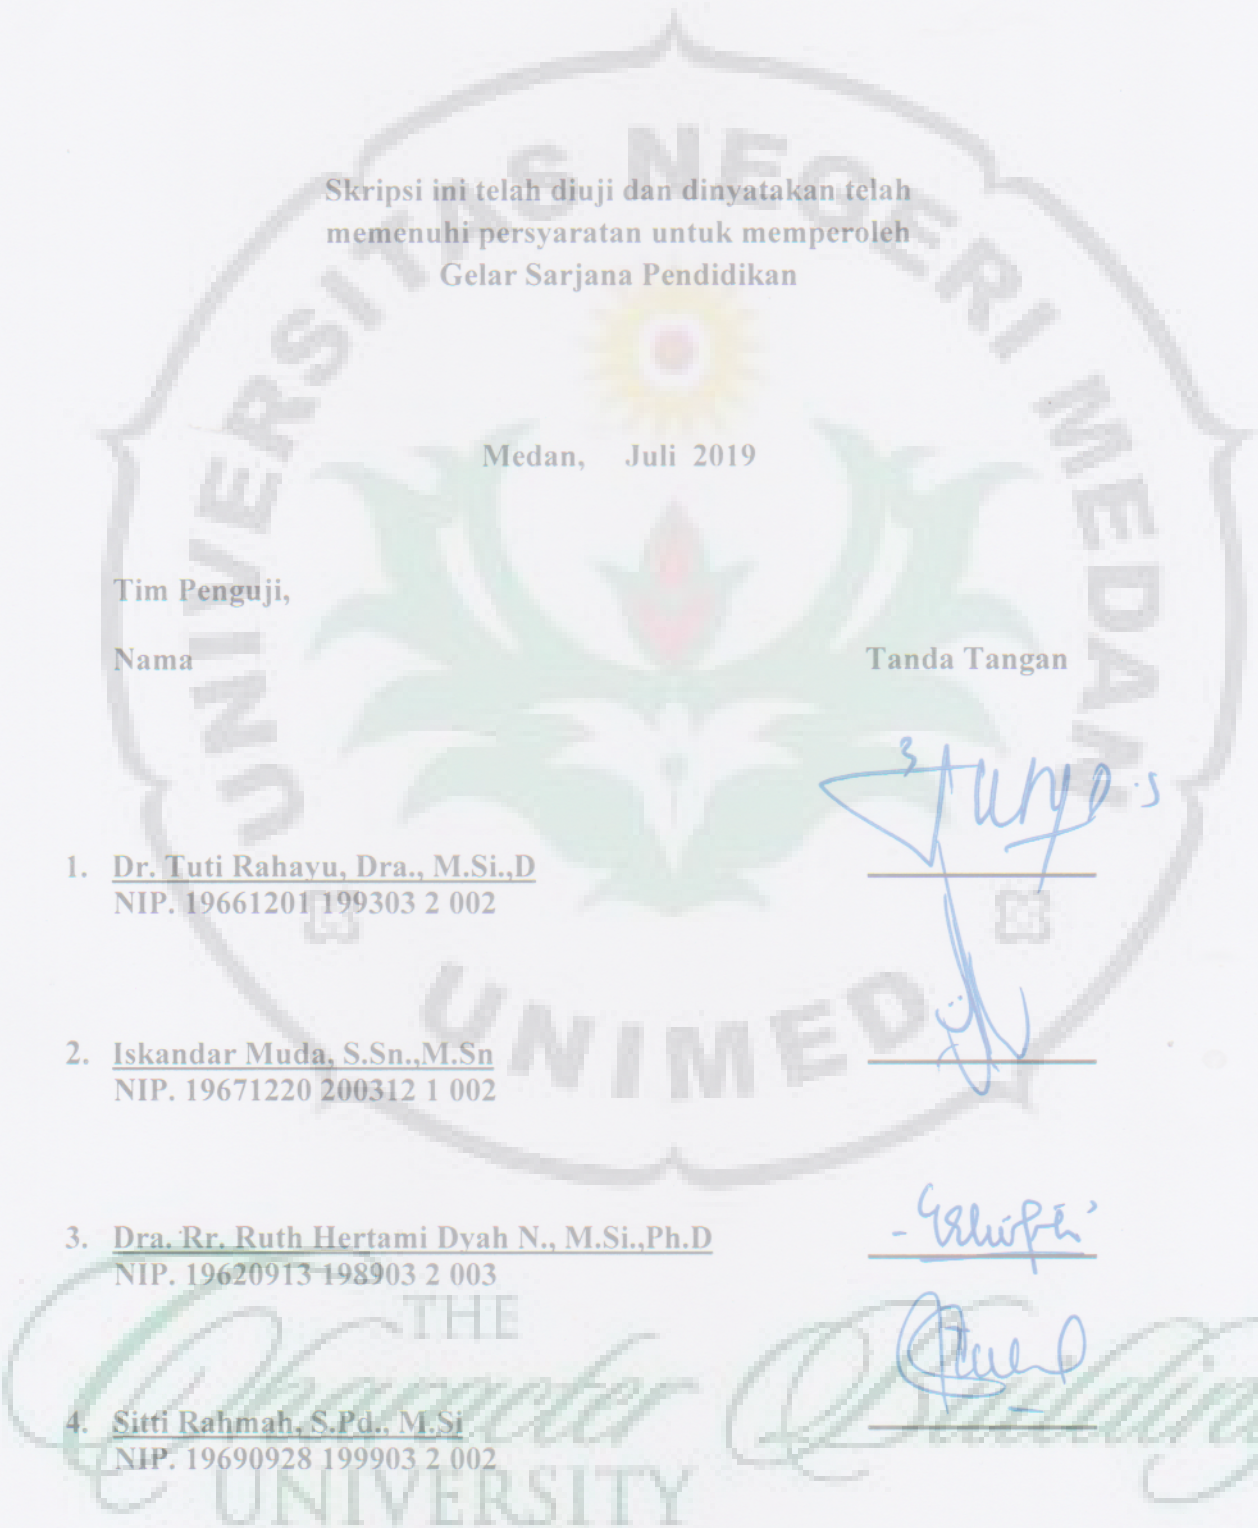 UNIVERSITAS NEGERI MEDAN
Skripsi ini telah diuji dan dinyatakan telah
memenuhi persyaratan untuk memperoleh
Gelar Sarjana Pendidikan
Medan, Juli 2019
Tim Penguji,
Nama Tanda Tangan
1. Dr. Tuti Rahayu, Dra., M.Si.,D
NIP. 19661201 199303 2 002
UNIMED
2. Iskandar Muda, S.Sn.,M.Sn
NIP. 19671220 200312 1 002
3. Dra. Rr. Ruth Hertami Dyah N., M.Si.,Ph.D
NIP. 19620913 198903 2 003
THE
Character Building
4. Sitti Rahmah, S.Pd., M.Si
NIP. 19690928 199903 2 002
UNIVERSITY